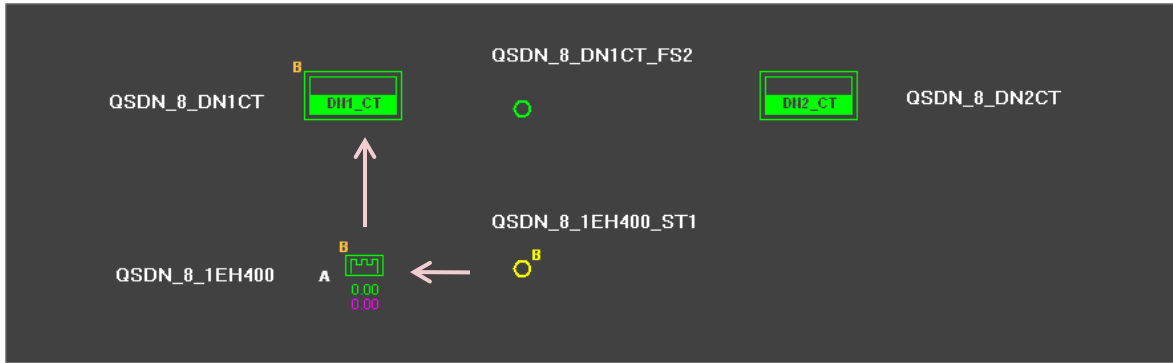 QSDN_8_DN1CT_FS2
B
QSDN_8_DN1CT
DN1_CT
DN2_CT
QSDN_8_DN2CT
QSDN_8_1EH400_ST1
B
B
QSDN_8_1EH400
A
0.00
0.00